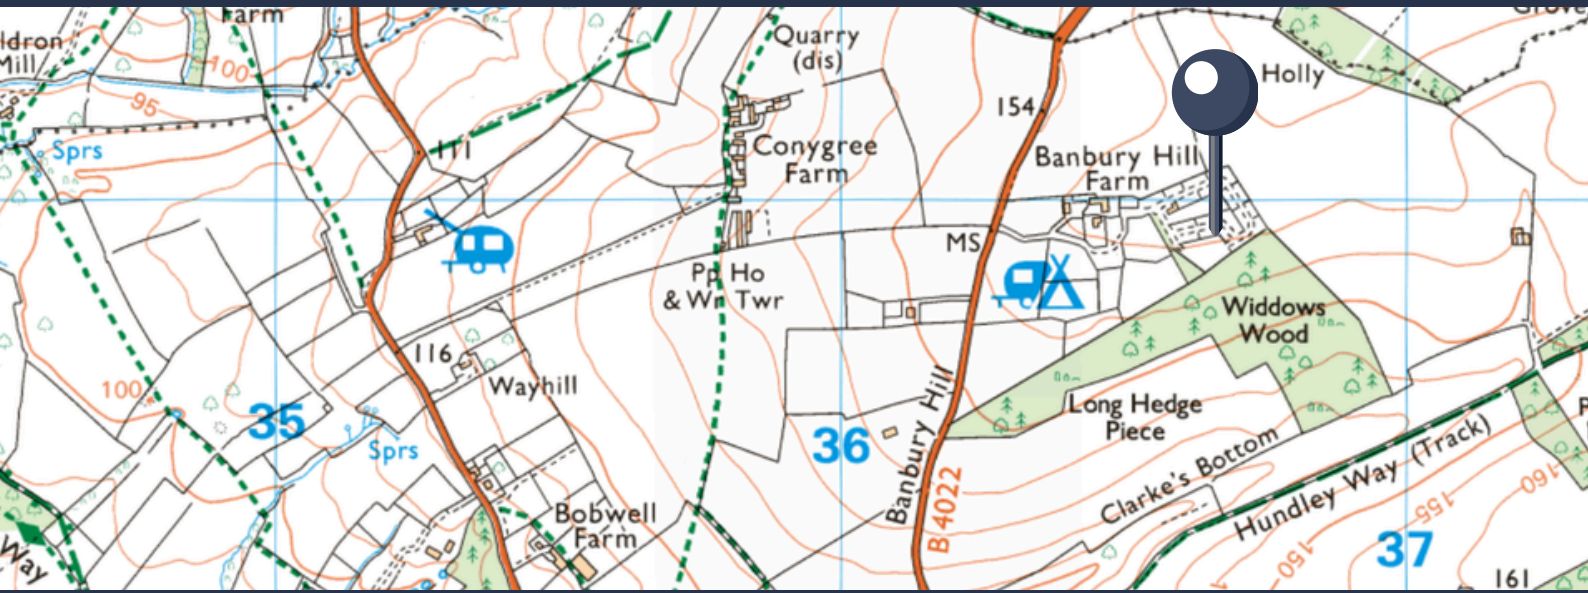 Farm
Grove
ldron
Mill
Quarry
(dis)
100
Holly
95
154
111
Sprs
Conygree
Farm
Banbury Hill
Farm
MS
Pp Ho
& Wr Twr
Widdows
Wood
116
Wayhill
100
35
Long Hedge
Piece
Sprs
36
Banbury Hill
B 4022
Clarke's Bottom
Hundley Way (Track)
160
155
Bobwell
Farm
Way
150
37
161